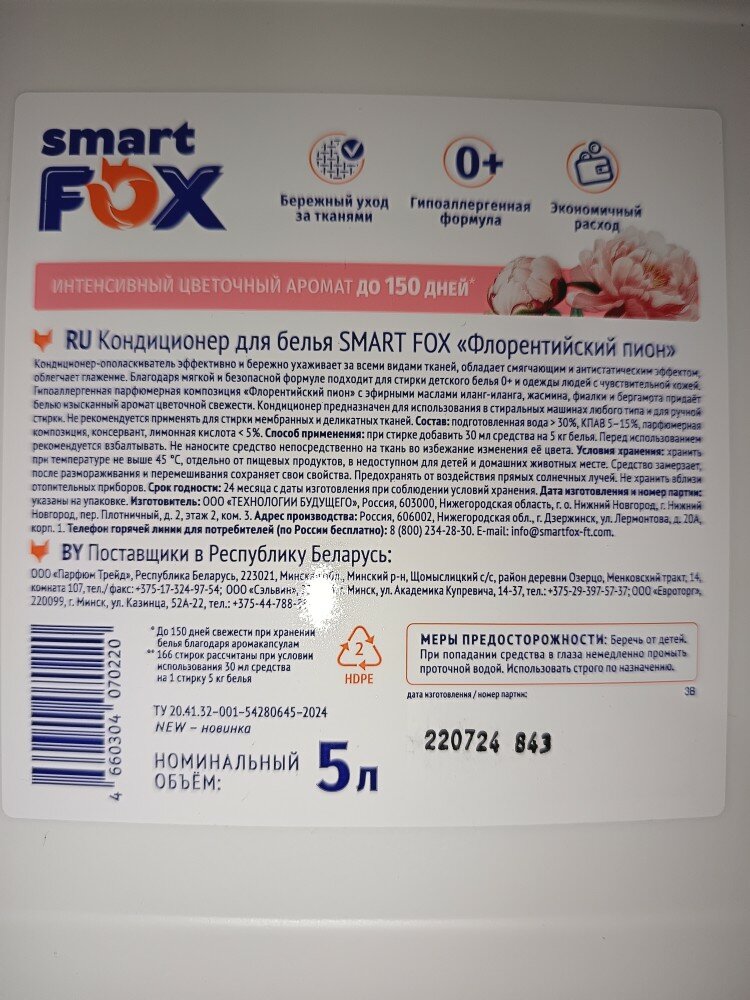 smart
FOX
Бережный уход
за тканями
0+
Гипоаллергенная
формула
Экономичный
расход
ИНТЕНСИВНЫЙ ЦВЕТОЧНЫЙ АРОМАТ ДО 150 ДНЕЙ*
RU Кондиционер для белья SMART FOX «Флорентийский пион»
Кондиционер-ополаскиватель эффективно и бережно ухаживает за всеми видами тканей, обладает смягчающим и антистатическим эффектом,
облегчает глажение. Благодаря мягкой и безопасной формуле подходит для стирки детского белья 0+ и одежды людей с чувствительной кожей.
Гипоаллергенная парфюмерная композиция «Флорентийский пион» с эфирными маслами иланг-иланга, жасмина, фиалки и бергамота придаёт
белью изысканный аромат цветочной свежести. Кондиционер предназначен для использования в стиральных машинах любого типа и для ручной
стирки. Не рекомендуется применять для стирки мембранных и деликатных тканей. Состав: подготовленная вода > 30%, КПАВ 5–15%, парфюмерная
композиция, консервант, лимонная кислота < 5%. Способ применения: при стирке добавить 30 мл средства на 5 кг белья. Перед использованием
рекомендуется взбалтывать. Не наносите средство непосредственно на ткань во избежание изменения её цвета. Условия хранения: хранить
при температуре не выше 45 °С, отдельно от пищевых продуктов, в недоступном для детей и домашних животных месте. Средство замерзает,
после размораживания и перемешивания сохраняет свои свойства. Предохранять от воздействия прямых солнечных лучей. Не хранить вблизи
отопительных приборов. Срок годности: 24 месяца с даты изготовления при соблюдении условий хранения. Дата изготовления и номер партии:
указаны на упаковке. Изготовитель: ООО «ТЕХНОЛОГИИ БУДУЩЕГО», Россия, 603000, Нижегородская область, г. о. Нижний Новгород, г. Нижний
Новгород, пер. Плотничный, д. 2, этаж 2, ком. 3. Адрес производства: Россия, 606002, Нижегородская обл., г. Дзержинск, ул. Лермонтова, д. 20А,
корп. 1. Телефон горячей линии для потребителей (по России бесплатно): 8 (800) 234-28-30. E-mail: info@smartfox-ft.com.
BY Поставщики в Республику Беларусь:
ООО «Парфюм Трейд», Республика Беларусь, 223021, Минская обл., Минский р-н, Щомыслицкий с/с, район деревни Озерцо, Менковский тракт, 14,
комната 107, тел./факс: +375-17-324-97-54; ООО «Сэльвин», г. Минск, ул. Академика Купревича, 14-37, тел.: +375-29-397-57-37; ООО «Евроторг»,
220099, г. Минск, ул. Казинца, 52А-22, тел.: +375-44-788-
* До 150 дней свежести при хранении
белья благодаря аромакапсулам
** 166 стирок рассчитаны при условии
использования 30 мл средства
на 1 стирку 5 кг белья
2
HDPE
МЕРЫ ПРЕДОСТОРОЖНОСТИ: Беречь от детей.
При попадании средства в глаза немедленно промыть
проточной водой. Использовать строго по назначению.
дата изготовления / номер партии:
38
ТУ 20.41.32–001–54280645–2024
NEW – новинка
220724 843
НОМИНАЛЬНЫЙ
ОБЪЁМ:
5 л
4 660304 070220